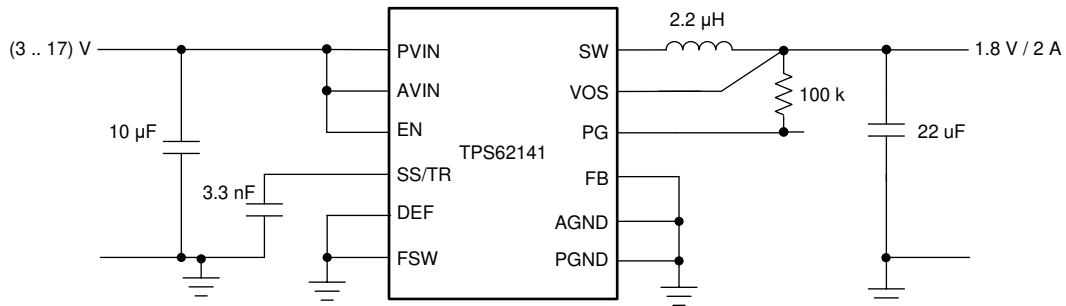 2.2 µH
(3 .. 17) V
PVIN
SW
1.8 V / 2 A
AVIN
VOS
100 k
10 µF
EN
PG
22 uF
TPS62141
SS/TR
FB
3.3 nF
DEF
AGND
FSW
PGND